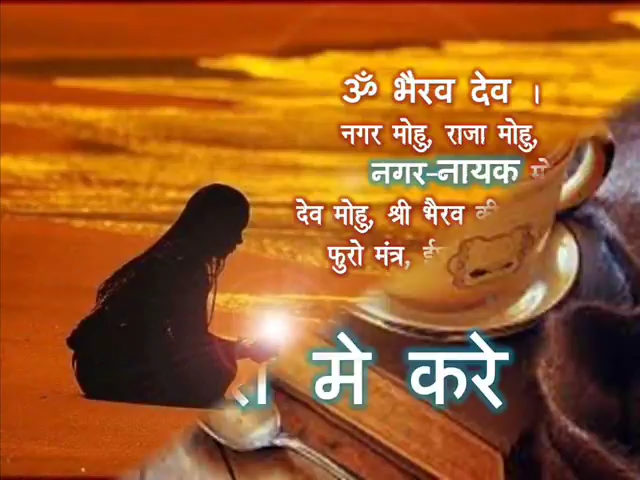 ॐ भैरव देव ।
नगर मोहु, राजा मोहु,
नगर-नायक
देव मोहु, श्री भैरव की
फुरो मंत्र,
मे करे